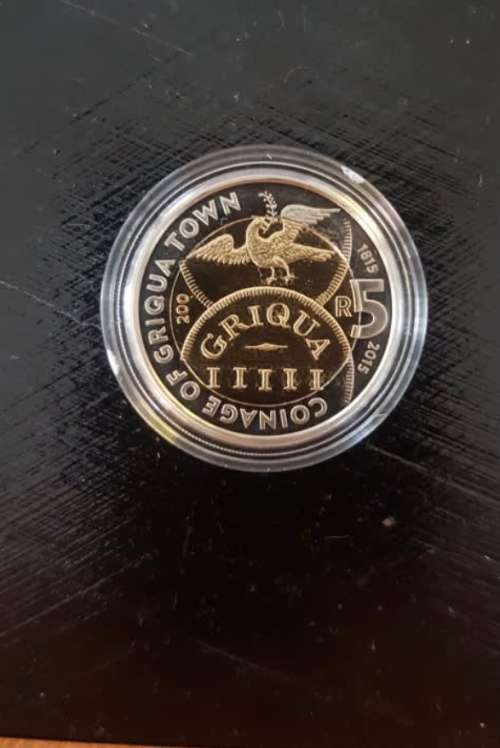 COINAGE OF GRIQUA TOWN
200
1815
R5
2015
GRIQUA
IIIII